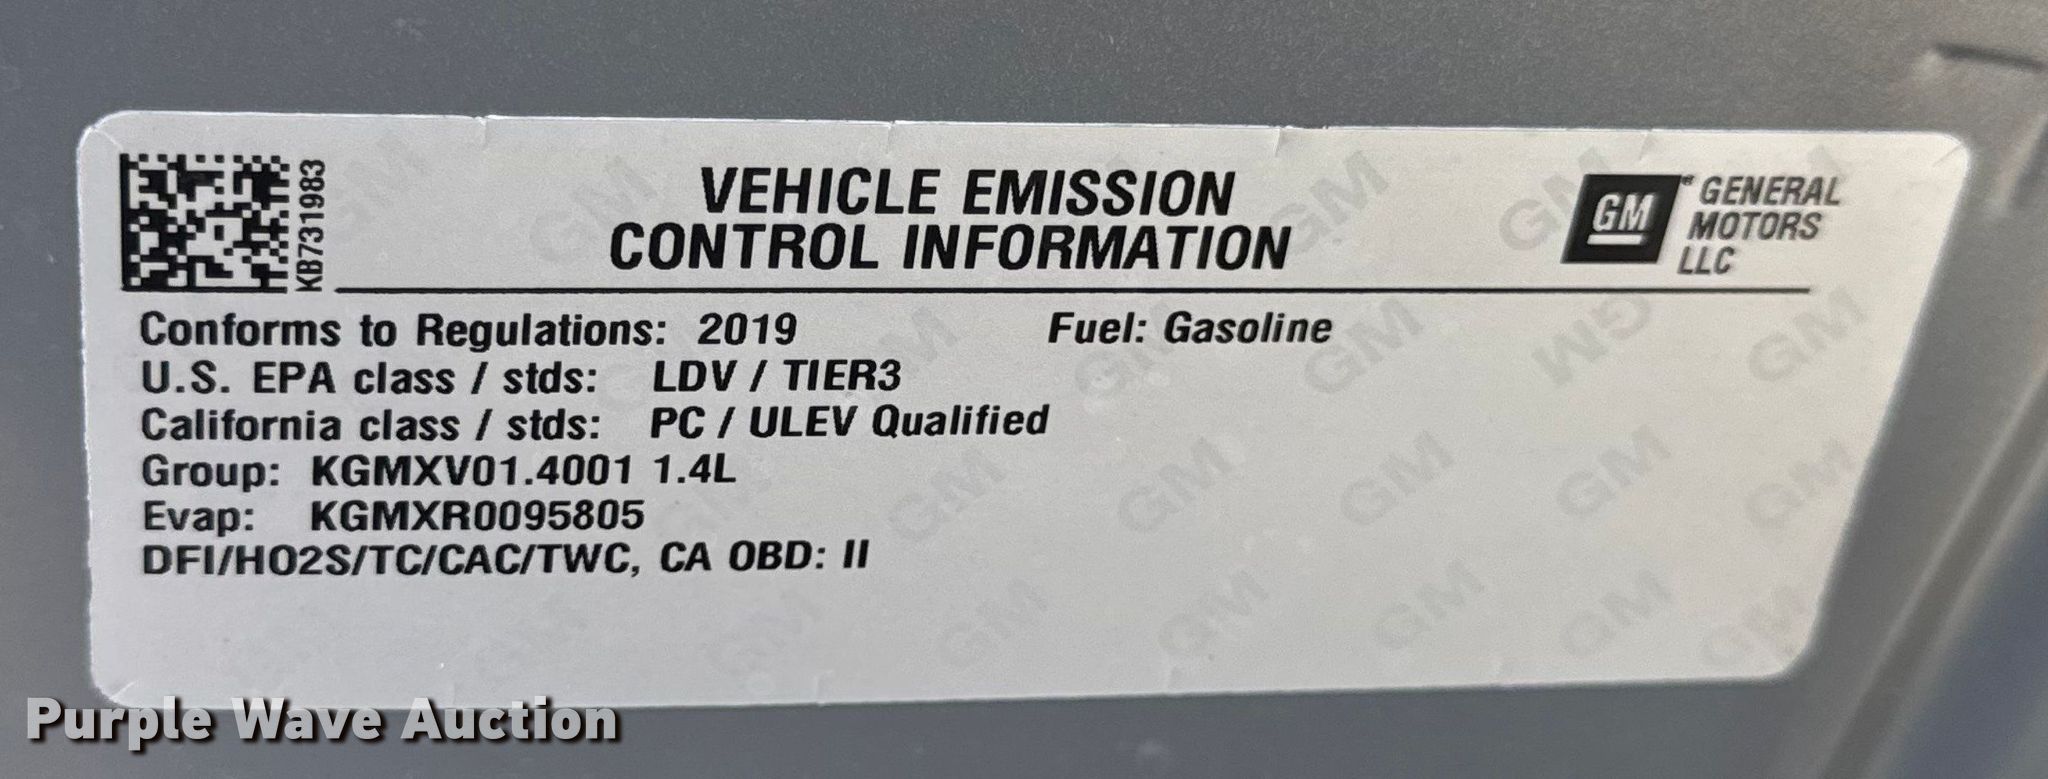 KB731983
VEHICLE EMISSION
CONTROL INFORMATION
GM
® GENERAL
MOTORS
LLC
Conforms to Regulations: 2019 Fuel: Gasoline
U.S. EPA class / stds: LDV / TIER3
California class / stds: PC / ULEV Qualified
Group: KGMXV01.4001 1.4L
Evap: KGMXR0095805
DFI/HO2S/TC/CAC/TWC, CA OBD: II
Purple Wave Auction